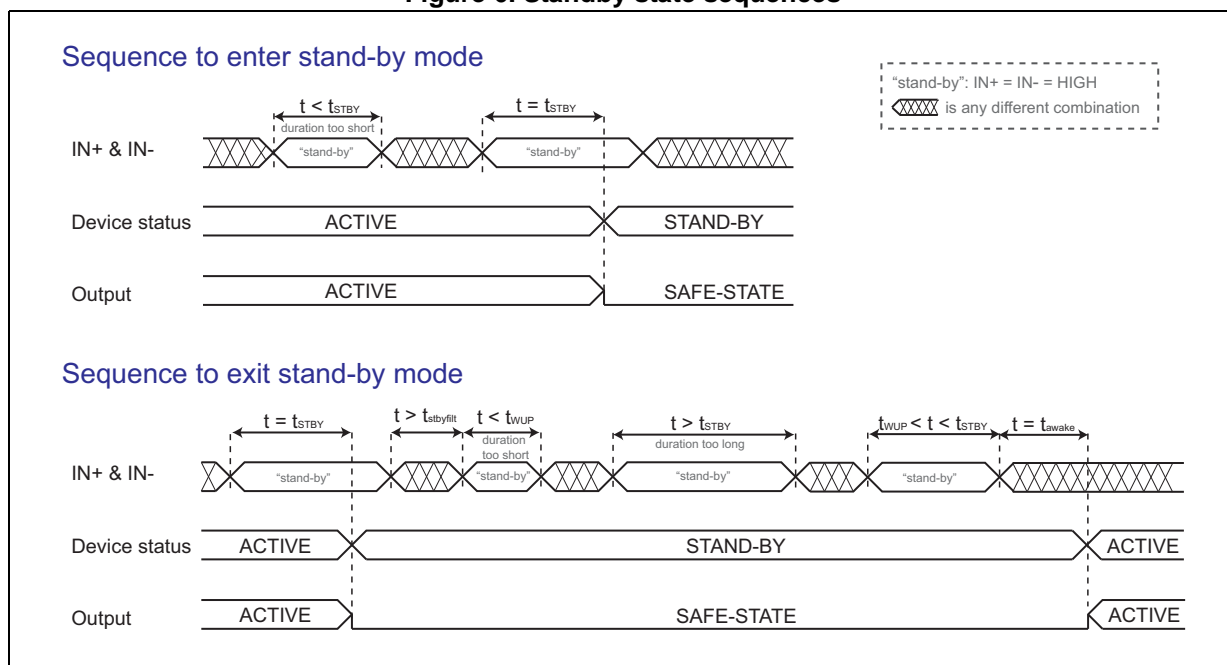 Figure 6. Standby state sequences
Sequence to enter stand-by mode
“stand-by”: IN+ = IN- = HIGH
is any different combination
t < tSTBY
t = tSTBY
duration too short
IN+ & IN-
“stand-by”
“stand-by”
Device status
ACTIVE
STAND-BY
Output
ACTIVE
SAFE-STATE
Sequence to exit stand-by mode
t = tSTBY
t > tstbyfilt
t < tWUP
t > tSTBY
tWUP < t < tSTBY
t = tawake
duration
too short
duration too long
IN+ & IN-
“stand-by”
“stand-by”
“stand-by”
“stand-by”
Device status
ACTIVE
STAND-BY
ACTIVE
Output
ACTIVE
SAFE-STATE
ACTIVE